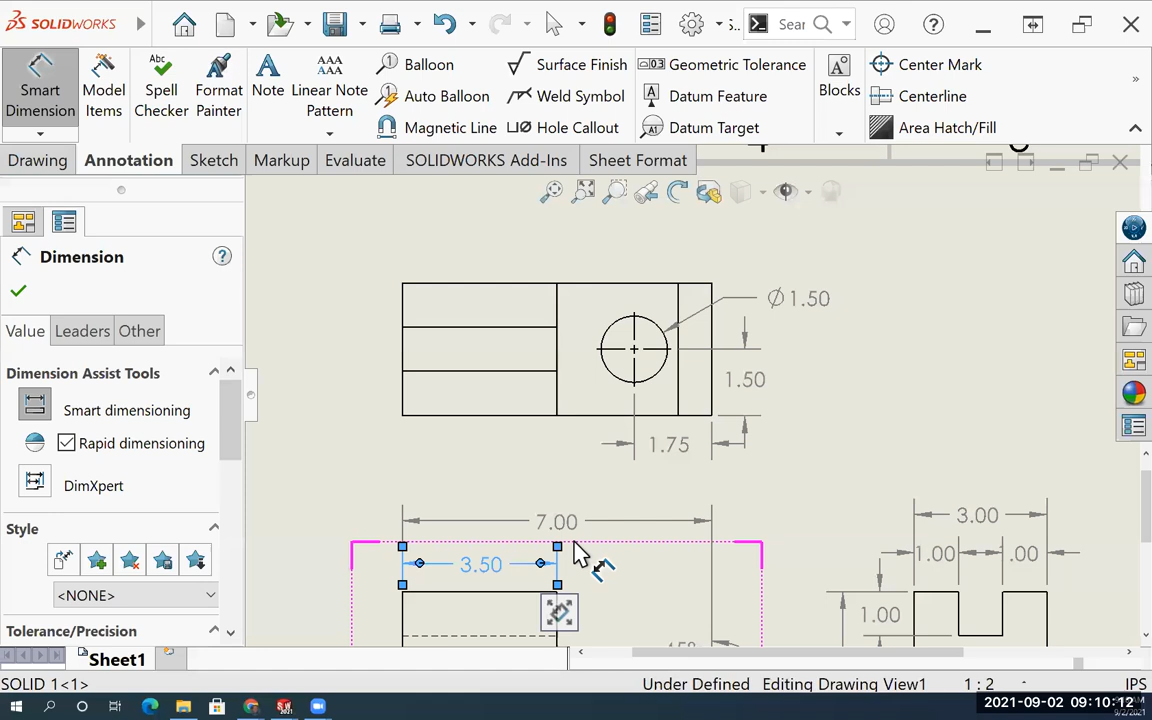 SOLIDWORKS
S...
Sear
Smart Dimension
Model Items
Spell Checker
Format Painter
Note
Linear Note Pattern
Balloon
Auto Balloon
Magnetic Line
Surface Finish
Weld Symbol
Hole Callout
Geometric Tolerance
Datum Feature
Datum Target
Blocks
Center Mark
Centerline
Area Hatch/Fill
Drawing
Annotation
Sketch
Markup
Evaluate
SOLIDWORKS Add-Ins
Sheet Format
Dimension
Value
Leaders
Other
Dimension Assist Tools
Smart dimensioning
Rapid dimensioning
DimXpert
Style
<NONE>
Tolerance/Precision
Ø1.50
1.50
1.75
7.00
3.50
3.00
1.00
1.00
Sheet1
SOLID 1<1>
Under Defined
Editing Drawing View1
1 : 2
IPS
2021-09-02 09:10:12
9/2/2021